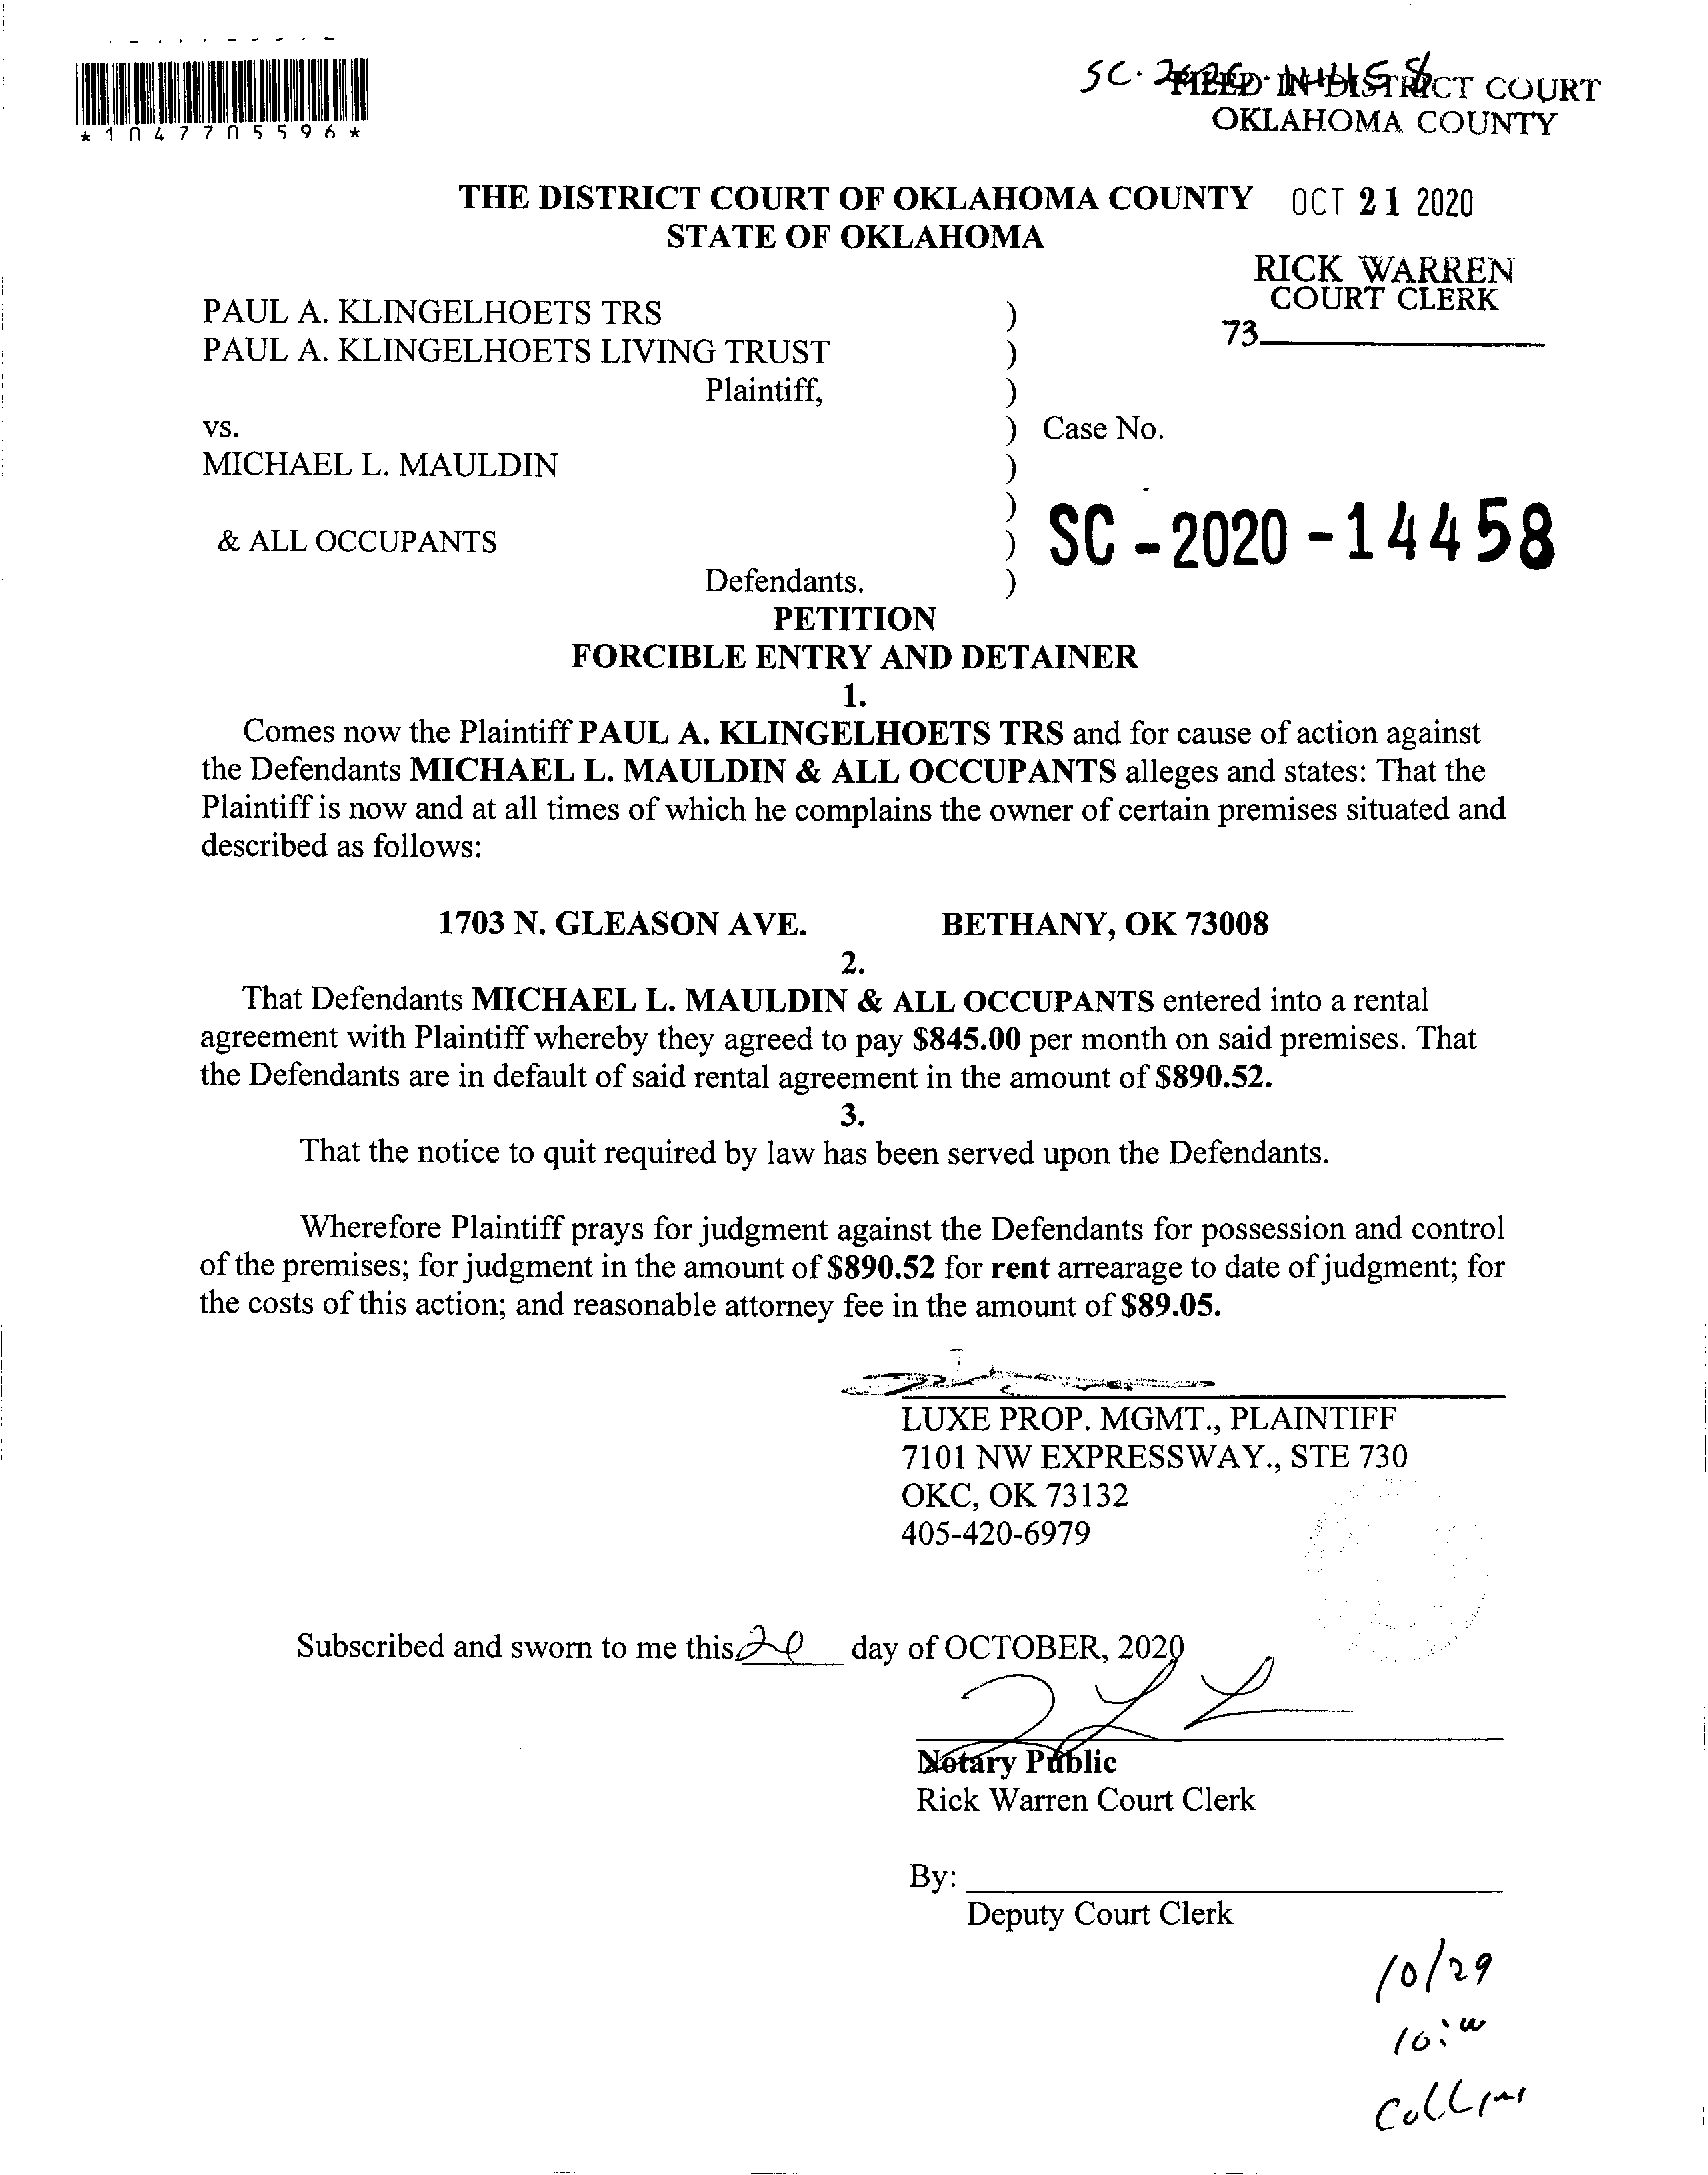 SC-2020-14458
FILED IN DISTRICT COURT
OKLAHOMA COUNTY
*1047705596*
THE DISTRICT COURT OF OKLAHOMA COUNTY OCT 21 2020
STATE OF OKLAHOMA
RICK WARREN
COURT CLERK
73
PAUL A. KLINGELHOETS TRS )
PAUL A. KLINGELHOETS LIVING TRUST )
Plaintiff, )
vs. ) Case No.
MICHAEL L. MAULDIN )
)
& ALL OCCUPANTS ) SC-2020-14458
Defendants. )
PETITION
FORCIBLE ENTRY AND DETAINER
1.
Comes now the Plaintiff PAUL A. KLINGELHOETS TRS and for cause of action against
the Defendants MICHAEL L. MAULDIN & ALL OCCUPANTS alleges and states: That the
Plaintiff is now and at all times of which he complains the owner of certain premises situated and
described as follows:
1703 N. GLEASON AVE. BETHANY, OK 73008
2.
That Defendants MICHAEL L. MAULDIN & ALL OCCUPANTS entered into a rental
agreement with Plaintiff whereby they agreed to pay $845.00 per month on said premises. That
the Defendants are in default of said rental agreement in the amount of $890.52.
3.
That the notice to quit required by law has been served upon the Defendants.
Wherefore Plaintiff prays for judgment against the Defendants for possession and control
of the premises; for judgment in the amount of $890.52 for rent arrearage to date of judgment; for
the costs of this action; and reasonable attorney fee in the amount of $89.05.
LUXE PROP. MGMT., PLAINTIFF
7101 NW EXPRESSWAY., STE 730
OKC, OK 73132
405-420-6979
Subscribed and sworn to me this 20 day of OCTOBER, 2020
Notary Public
Rick Warren Court Clerk
By:
Deputy Court Clerk
10/29
10:00
Collins